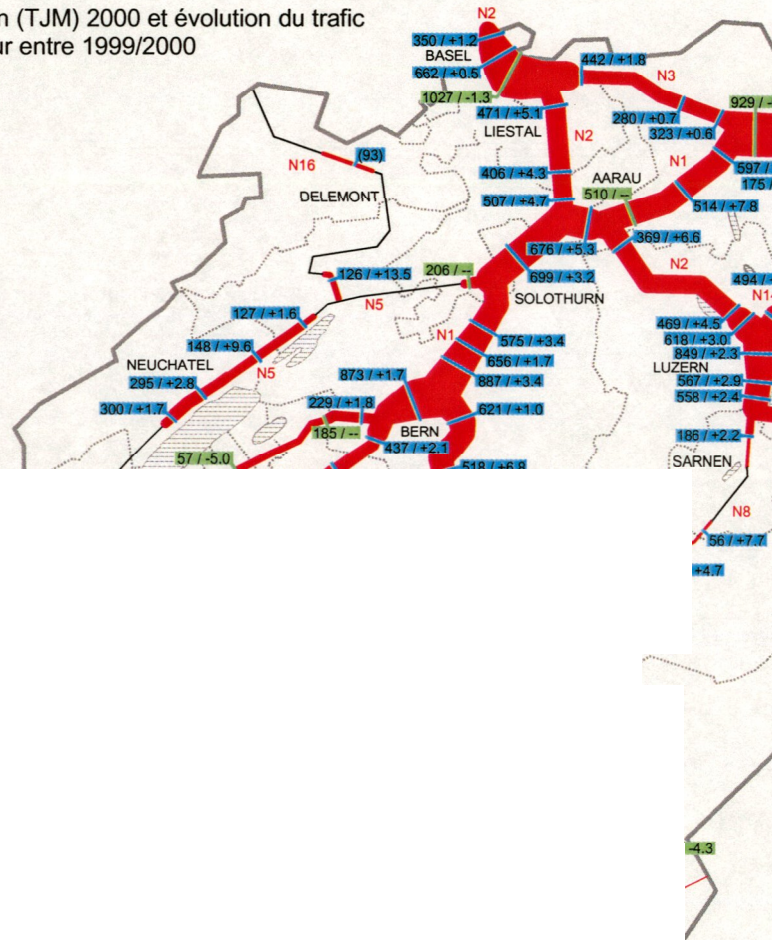 n (TJM) 2000 et évolution du trafic
ur entre 1999/2000
N2
350 / +1.2
BASEL
662 / +0.5
1027 / -1.3
442 / +1.8
N3
929 / -
471 / +5.1
LIESTAL
N2
280 / +0.7
323 / +0.6
(93)
N16
406 / +4.3
AARAU
N1
597 /
175 /
DELEMONT
507 / +4.7
510 / --
514 / +7.8
676 / +5.3
369 / +6.6
126 / +13.5
206 / --
699 / +3.2
N2
494 / +
N5
SOLOTHURN
N1
127 / +1.6
469 / +4.5
148 / +9.6
N1
575 / +3.4
618 / +3.0
849 / +2.3
NEUCHATEL
N5
656 / +1.7
LUZERN
295 / +2.8
873 / +1.7
887 / +3.4
567 / +2.9
558 / +2.4
300 / +1.7
229 / +1.8
621 / +1.0
185 / --
BERN
186 / +2.2
437 / +2.1
57 / -5.0
518 / +6.8
SARNEN
N8
56 / +7.7
+4.7
-4.3